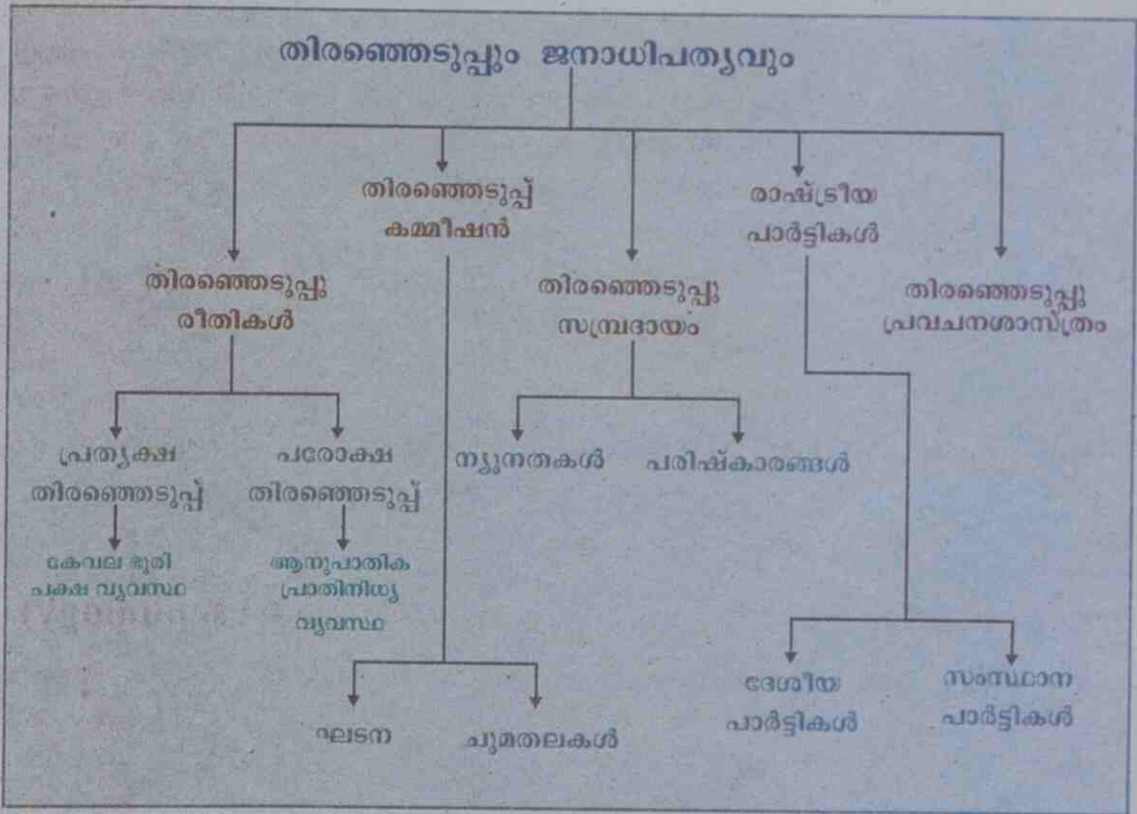 തിരഞ്ഞെടുപ്പും ജനാധിപത്യവും
തിരഞ്ഞെടുപ്പ്
കമ്മീഷൻ
രാഷ്ട്രീയ
പാർട്ടികൾ
തിരഞ്ഞെടുപ്പു
രീതികൾ
തിരഞ്ഞെടുപ്പു
സമ്പ്രദായം
തിരഞ്ഞെടുപ്പു
പ്രവചനശാസ്ത്രം
പ്രത്യക്ഷ
തിരഞ്ഞെടുപ്പ്
പരോക്ഷ
തിരഞ്ഞെടുപ്പ്
ന്യൂനതകൾ
പരിഷ്കാരങ്ങൾ
കേവല ഭൂരി
പക്ഷ വ്യവസ്ഥ
ആനുപാതിക
പ്രാതിനിധ്യ
വ്യവസ്ഥ
ഘടന
ചുമതലകൾ
ദേശീയ
പാർട്ടികൾ
സംസ്ഥാന
പാർട്ടികൾ